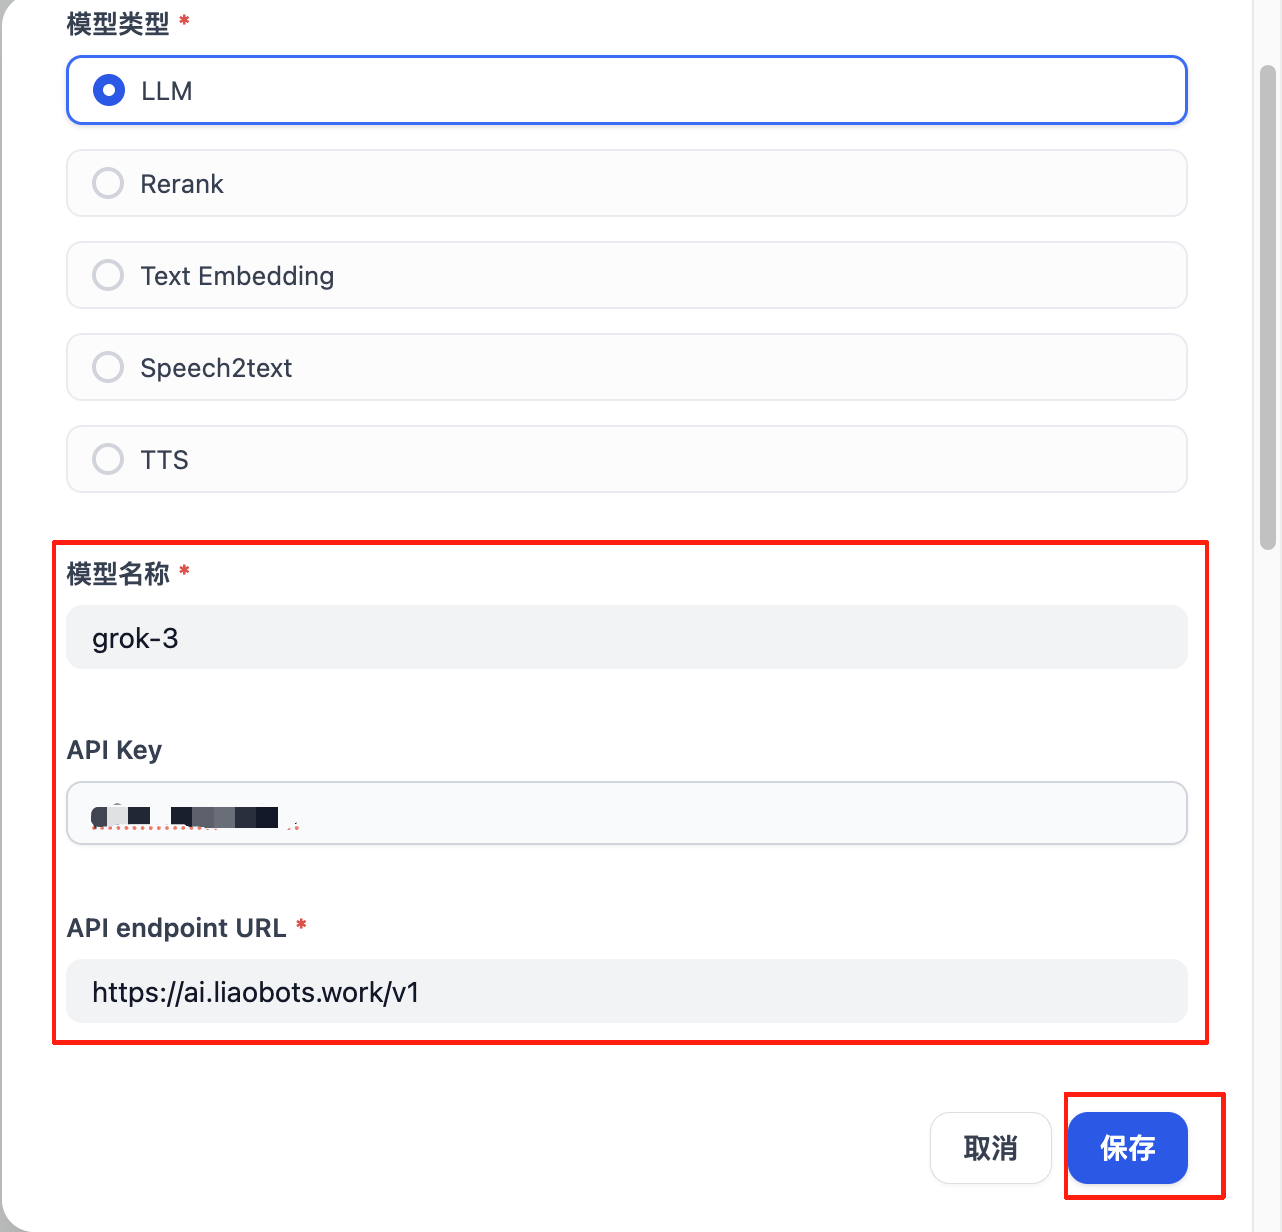 模型类型 *
LLM
Rerank
Text Embedding
Speech2text
TTS
模型名称 *
grok-3
API Key
API endpoint URL *
https://ai.liaobots.work/v1
取消
保存